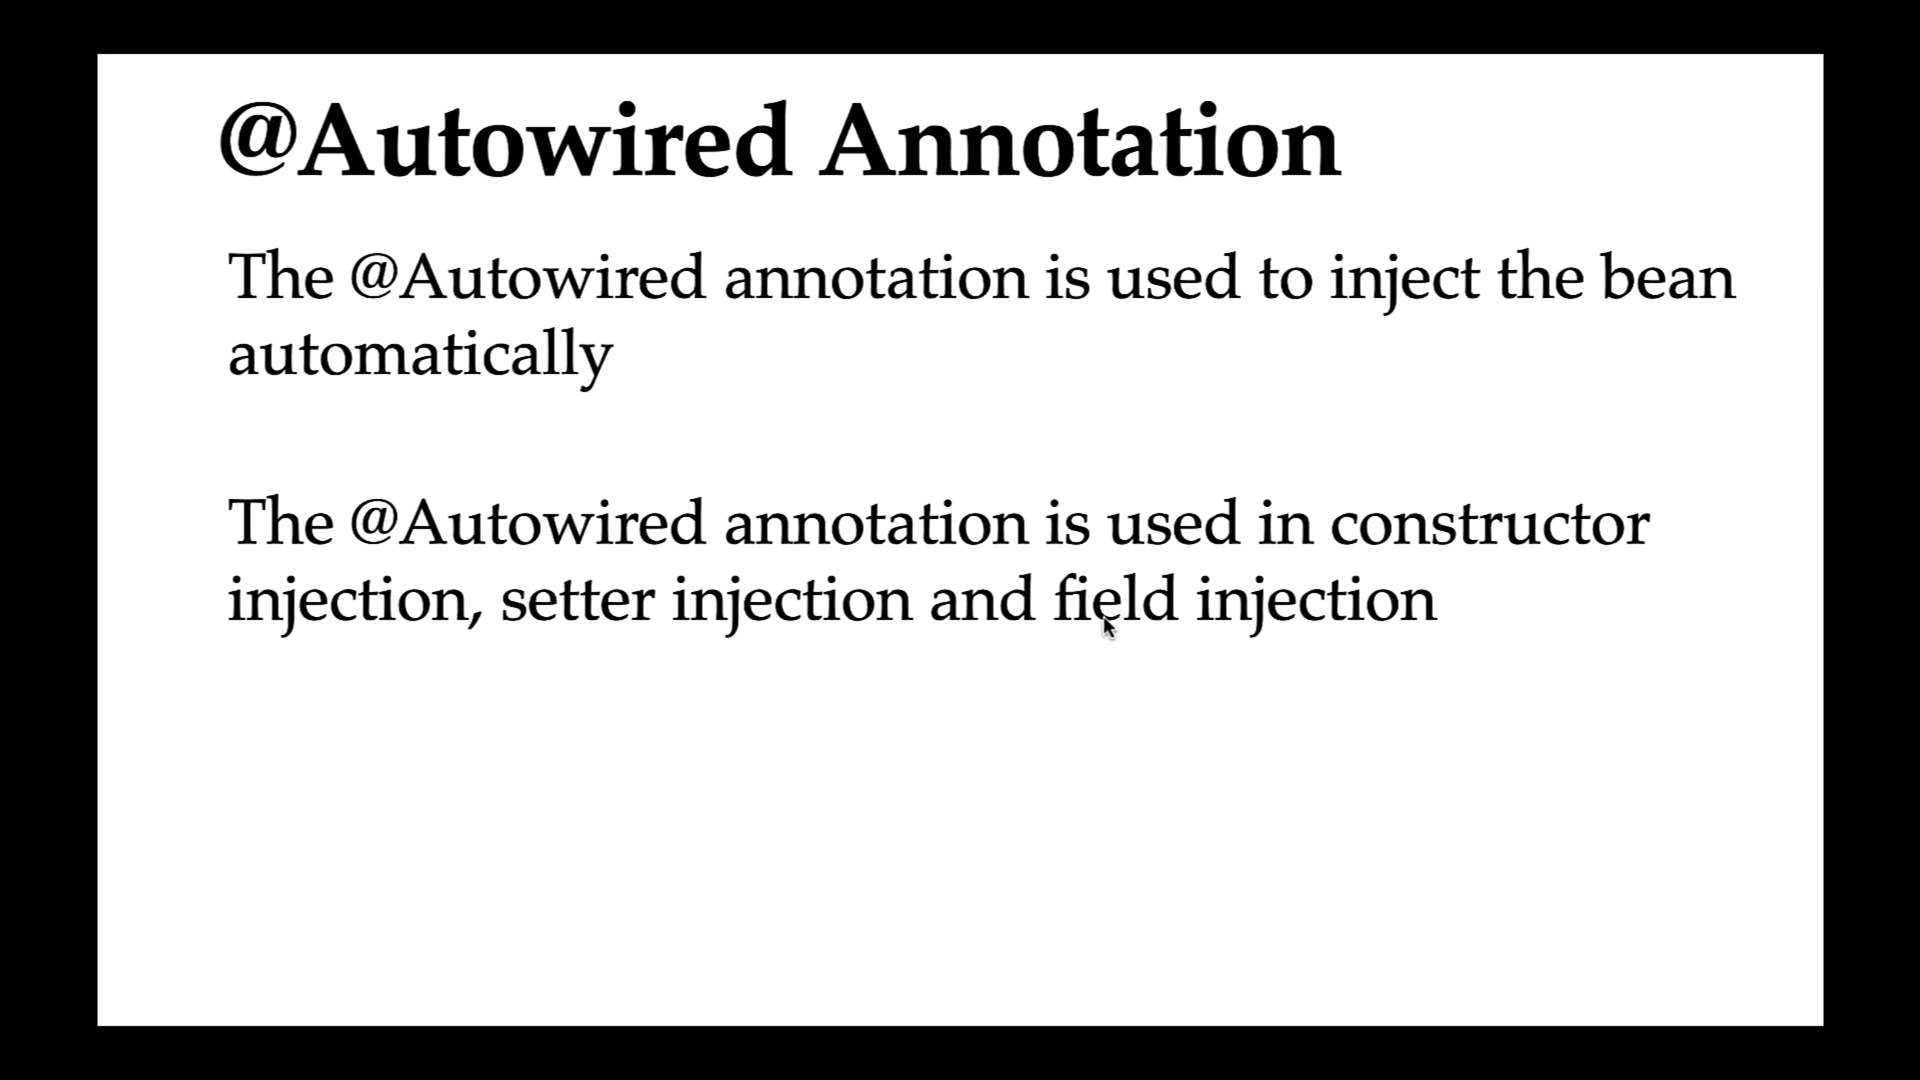 @Autowired Annotation
The @Autowired annotation is used to inject the bean
automatically
The @Autowired annotation is used in constructor
injection, setter injection and field injection